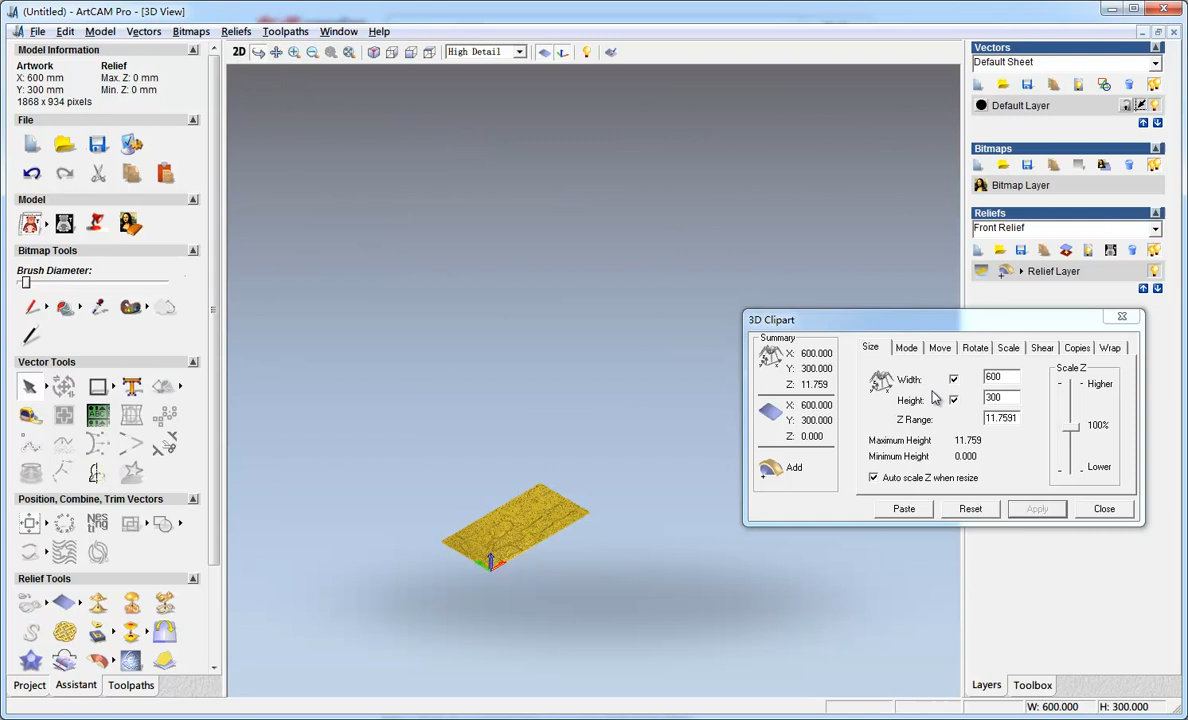 (Untitled) - ArtCAM Pro - [3D View]
File Edit Model Vectors Bitmaps Reliefs Toolpaths Window Help
Model Information
Artwork Relief
X: 600 mm Max. Z: 0 mm
Y: 300 mm Min. Z: 0 mm
1868 x 934 pixels
File
Model
Bitmap Tools
Brush Diameter:
Vector Tools
Position, Combine, Trim Vectors
Relief Tools
Project Assistant Toolpaths
2D High Detail
Vectors
Default Sheet
Default Layer
Bitmaps
Bitmap Layer
Reliefs
Front Relief
Relief Layer
3D Clipart
Summary
X: 600.000
Y: 300.000
Z: 11.759
X: 600.000
Y: 300.000
Z: 0.000
Add
Size Mode Move Rotate Scale Shear Copies Wrap
Width: 600
Height: 300
Z Range: 11.7591
Maximum Height 11.759
Minimum Height 0.000
Auto scale Z when resize
Scale Z
Higher
100%
Lower
Paste Reset Apply Close
Layers Toolbox
W: 600.000 H: 300.000